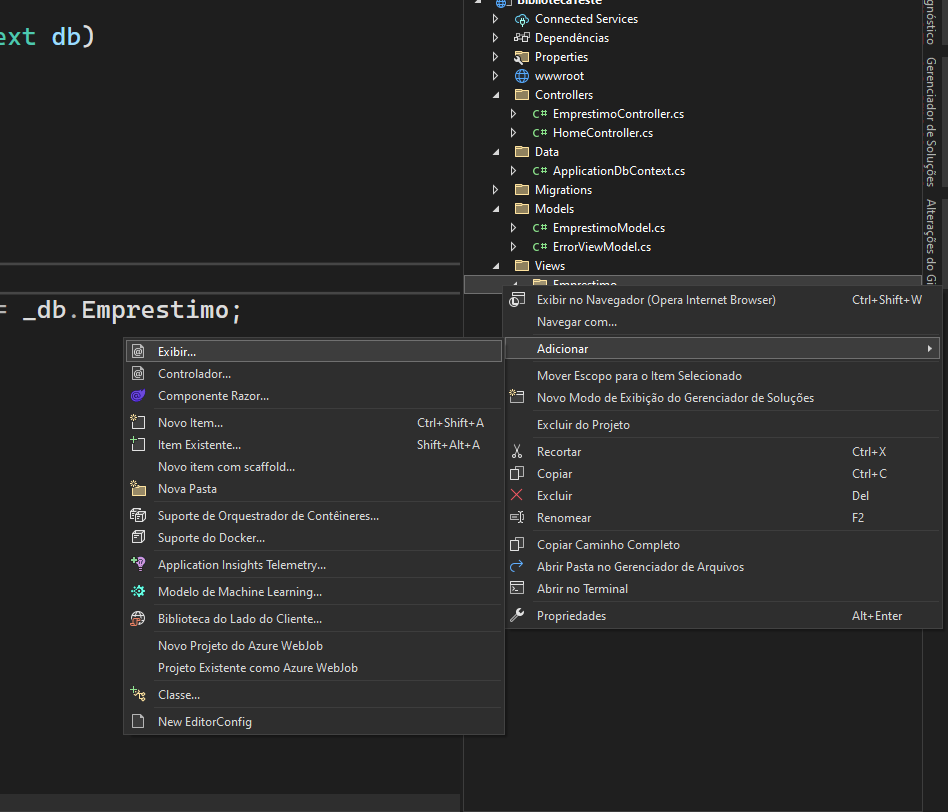 ext db)
= _db.Emprestimo;
BibliotecaTeste
Connected Services
Dependências
Properties
wwwroot
Controllers
C# EmprestimoController.cs
C# HomeController.cs
Data
C# ApplicationDbContext.cs
Migrations
Models
C# EmprestimoModel.cs
C# ErrorViewModel.cs
Views
Emprestimo
Exibir no Navegador (Opera Internet Browser) Ctrl+Shift+W
Navegar com...
Adicionar
Mover Escopo para o Item Selecionado
Novo Modo de Exibição do Gerenciador de Soluções
Excluir do Projeto
Recortar Ctrl+X
Copiar Ctrl+C
Excluir Del
Renomear F2
Copiar Caminho Completo
Abrir Pasta no Gerenciador de Arquivos
Abrir no Terminal
Propriedades Alt+Enter
Exibir...
Controlador...
Componente Razor...
Novo Item... Ctrl+Shift+A
Item Existente... Shift+Alt+A
Novo item com scaffold...
Nova Pasta
Suporte de Orquestrador de Contêineres...
Suporte do Docker...
Application Insights Telemetry...
Modelo de Machine Learning...
Biblioteca do Lado do Cliente...
Novo Projeto do Azure WebJob
Projeto Existente como Azure WebJob
Classe...
New EditorConfig
gnóstico
Gerenciador de Soluções
Alterações do Gi